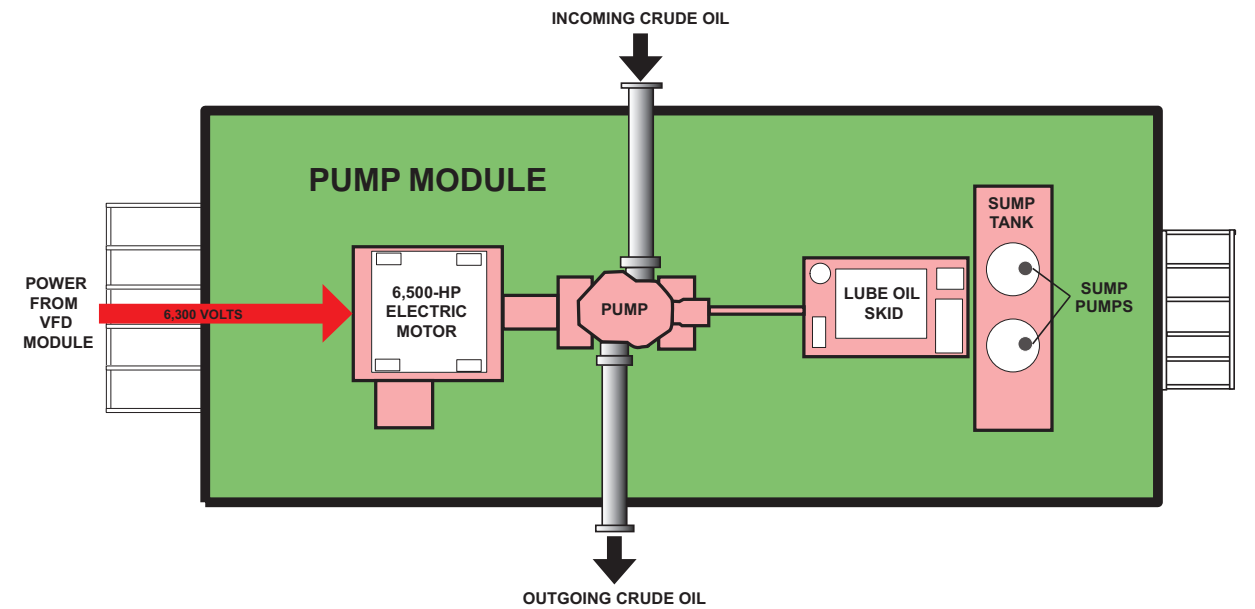 INCOMING CRUDE OIL
PUMP MODULE
POWER
FROM
VFD
MODULE
6,300 VOLTS
6,500-HP
ELECTRIC
MOTOR
PUMP
LUBE OIL
SKID
SUMP
TANK
SUMP
PUMPS
OUTGOING CRUDE OIL